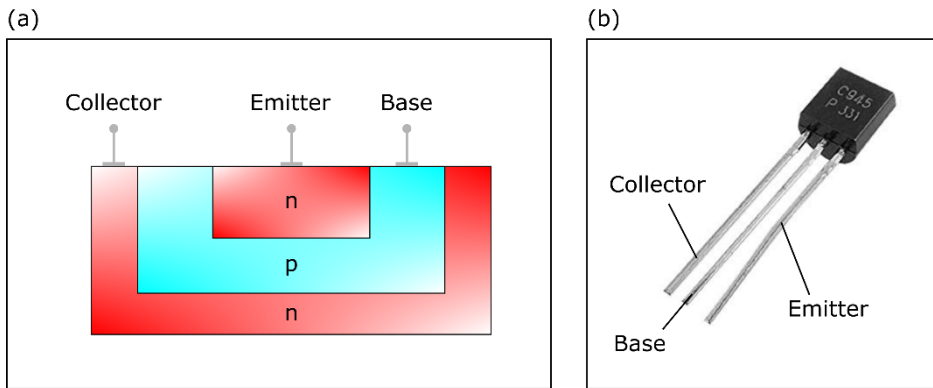 (a)
Collector Emitter Base
n
p
n
(b)
C945
P 331
Collector
Emitter
Base